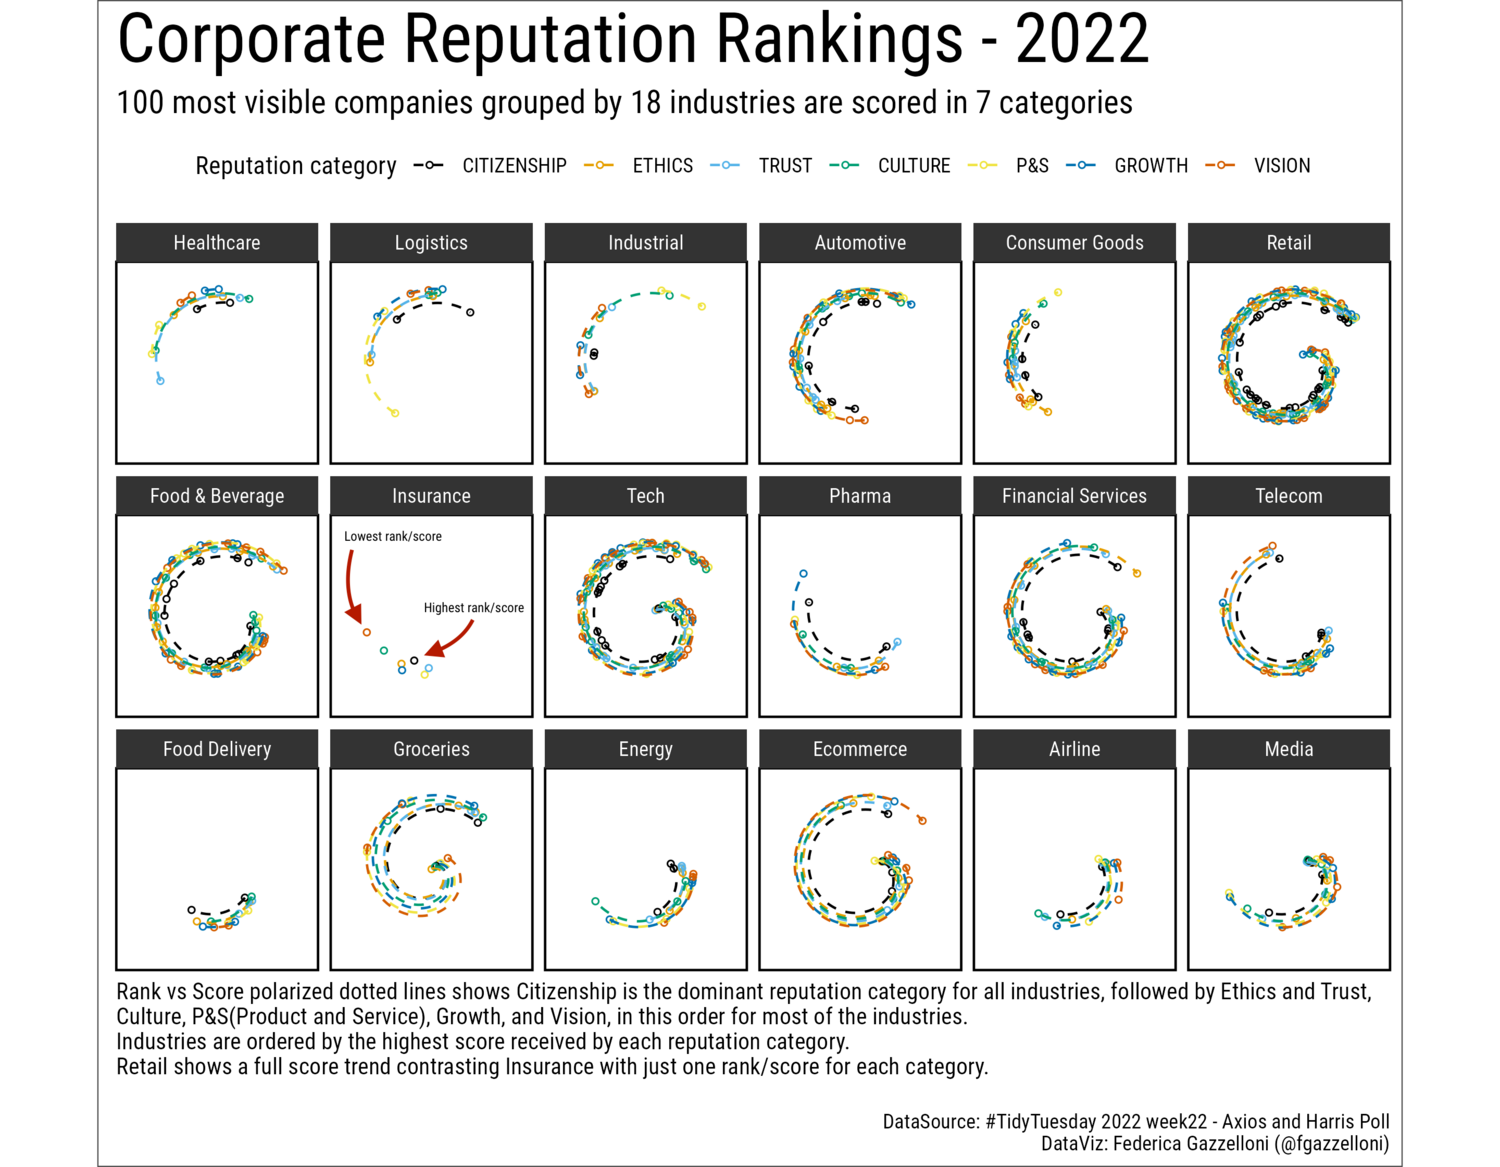 Corporate Reputation Rankings - 2022
100 most visible companies grouped by 18 industries are scored in 7 categories
Reputation category CITIZENSHIP ETHICS TRUST CULTURE P&S GROWTH VISION
Healthcare Logistics Industrial Automotive Consumer Goods Retail
Food & Beverage Insurance Tech Pharma Financial Services Telecom
Lowest rank/score
Highest rank/score
Food Delivery Groceries Energy Ecommerce Airline Media
Rank vs Score polarized dotted lines shows Citizenship is the dominant reputation category for all industries, followed by Ethics and Trust,
Culture, P&S(Product and Service), Growth, and Vision, in this order for most of the industries.
Industries are ordered by the highest score received by each reputation category.
Retail shows a full score trend contrasting Insurance with just one rank/score for each category.
DataSource: #TidyTuesday 2022 week22 - Axios and Harris Poll
DataViz: Federica Gazzelloni (@fgazzelloni)